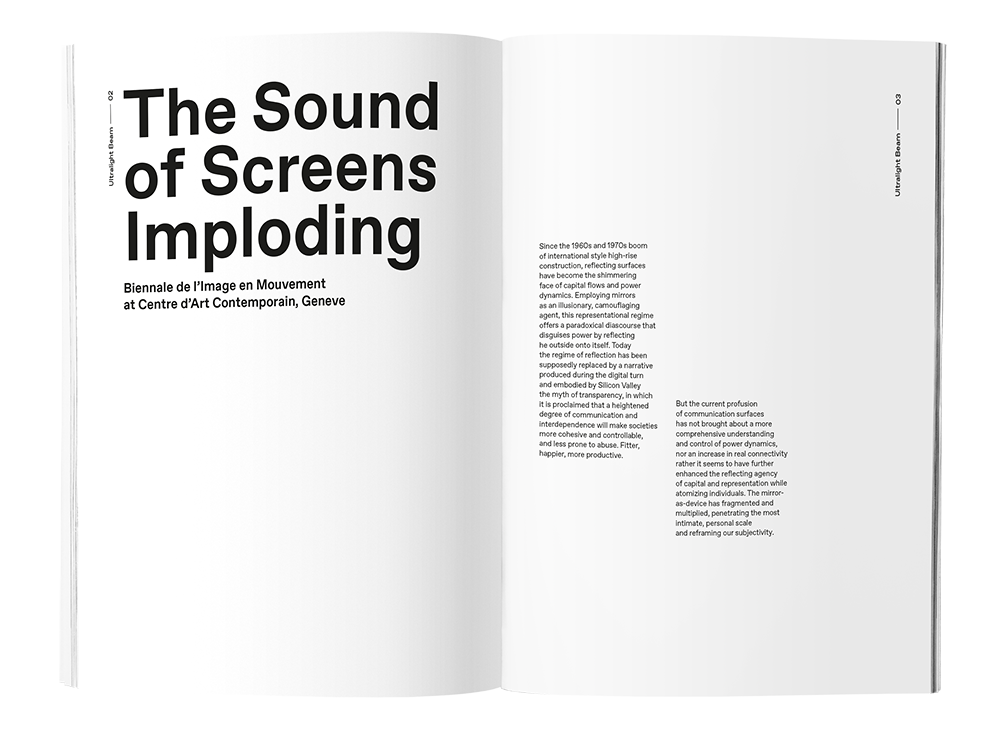 Ultralight Beam — 02
The Sound
of Screens
Imploding
Biennale de l'Image en Mouvement
at Centre d'Art Contemporain, Geneve
Ultralight Beam — 03
Since the 1960s and 1970s boom
of international style high-rise
construction, reflecting surfaces
have become the shimmering
face of capital flows and power
dynamics. Employing mirrors
as an illusionary, camouflaging
agent, this representational regime
offers a paradoxical diascourse that
disguises power by reflecting
he outside onto itself. Today
the regime of reflection has been
supposedly replaced by a narrative
produced during the digital turn
and embodied by Silicon Valley
the myth of transparency, in which
it is proclaimed that a heightened
degree of communication and
interdependence will make societies
more cohesive and controllable,
and less prone to abuse. Fitter,
happier, more productive.
But the current profusion
of communication surfaces
has not brought about a more
comprehensive understanding
and control of power dynamics,
nor an increase in real connectivity
rather it seems to have further
enhanced the reflecting agency
of capital and representation while
atomizing individuals. The mirror-
as-device has fragmented and
multiplied, penetrating the most
intimate, personal scale
and reframing our subjectivity.